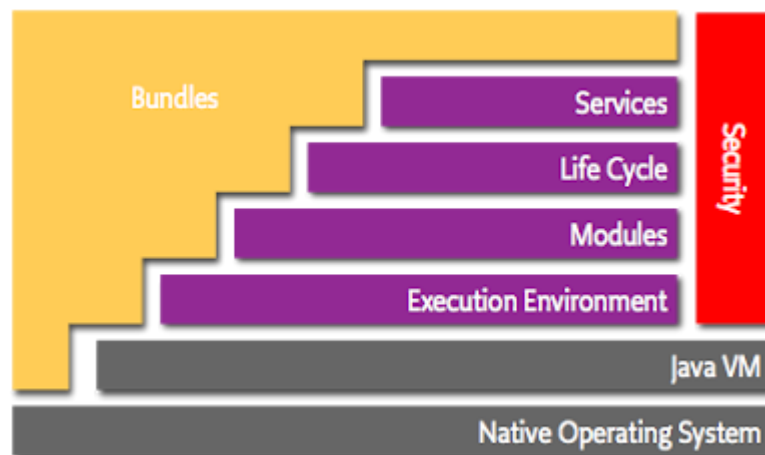 Bundles
Services
Life Cycle
Modules
Execution Environment
Java VM
Native Operating System
Security